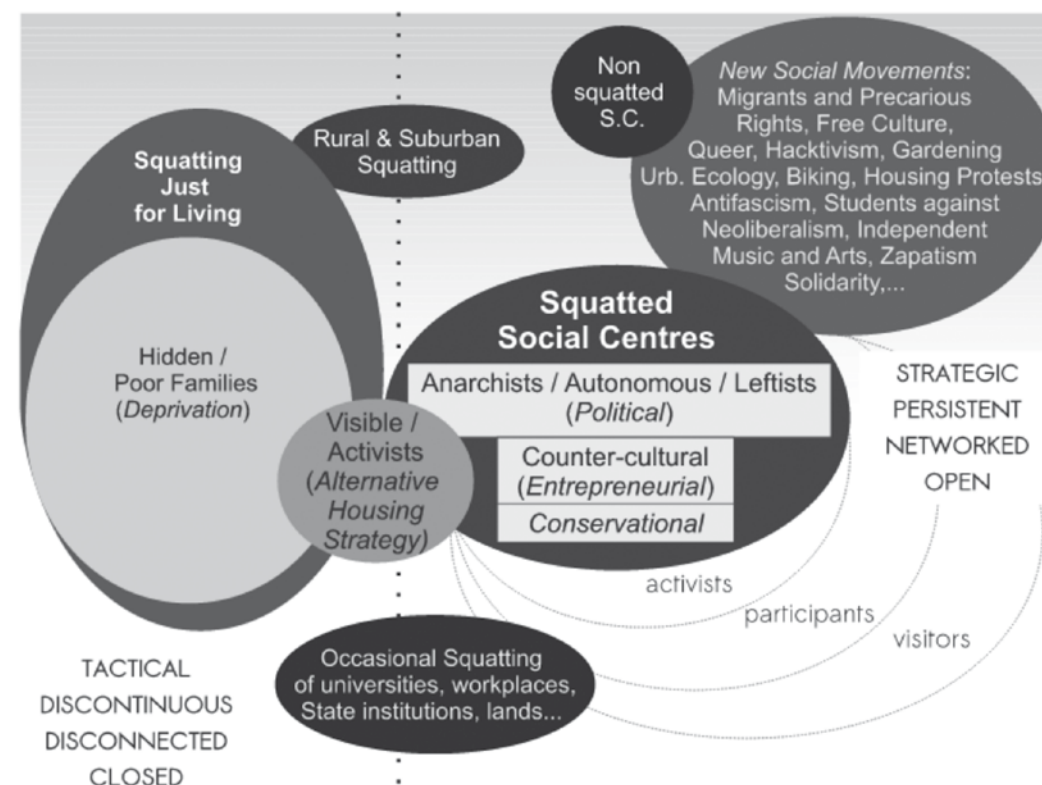 Squatting
Just
for Living
Hidden /
Poor Families
(Deprivation)
Rural & Suburban
Squatting
Non
squatted
S.C.
New Social Movements:
Migrants and Precarious
Rights, Free Culture,
Queer, Hacktivism, Gardening
Urb. Ecology, Biking, Housing Protests
Antifascism, Students against
Neoliberalism, Independent
Music and Arts, Zapatism
Solidarity,...
Squatted
Social Centres
Anarchists / Autonomous / Leftists
(Political)
Counter-cultural
(Entrepreneurial)
Conservational
Visible /
Activists
(Alternative
Housing
Strategy)
STRATEGIC
PERSISTENT
NETWORKED
OPEN
activists
participants
visitors
Occasional Squatting
of universities, workplaces,
State institutions, lands...
TACTICAL
DISCONTINUOUS
DISCONNECTED
CLOSED